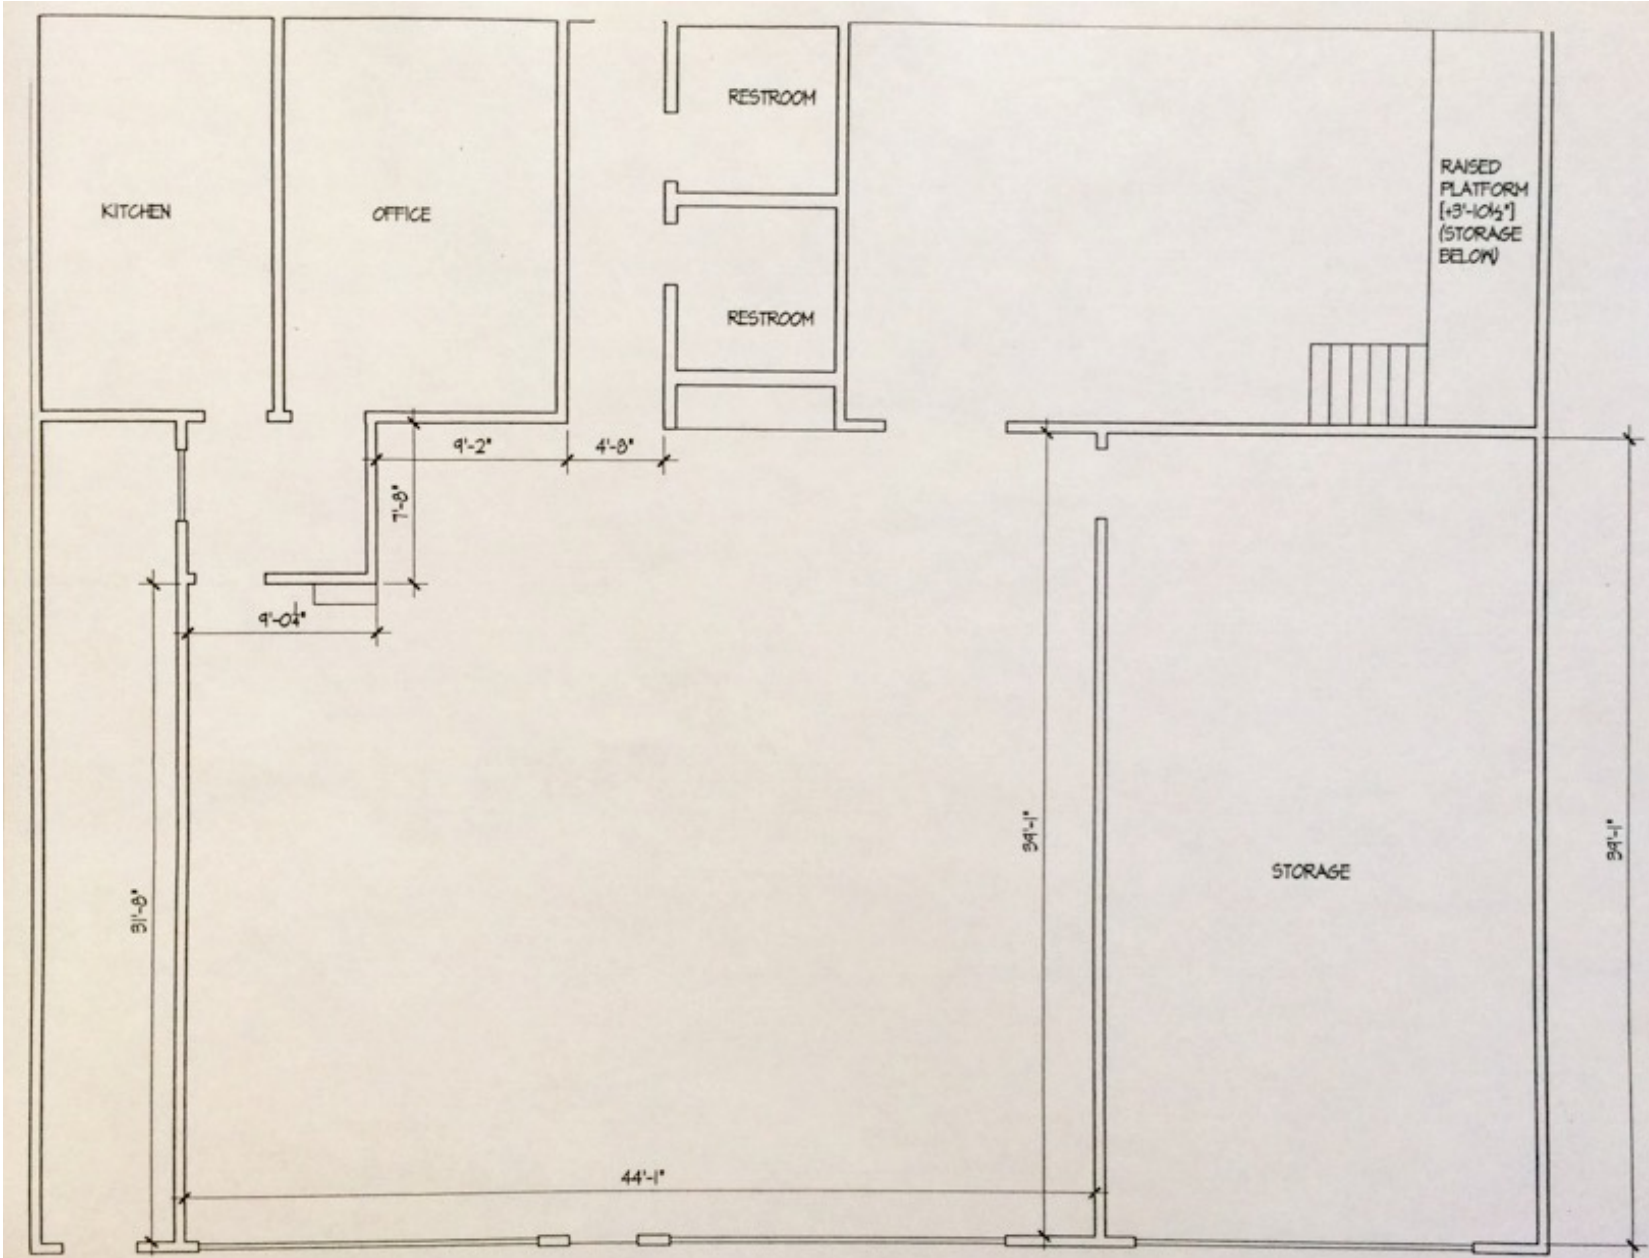 RESTROOM
RAISED
PLATFORM
[+3'-10½"]
(STORAGE
BELOW)
KITCHEN
OFFICE
RESTROOM
9'-2"
4'-8"
7'-8"
9'-0¼"
39'-1"
39'-1"
STORAGE
31'-8"
44'-1"